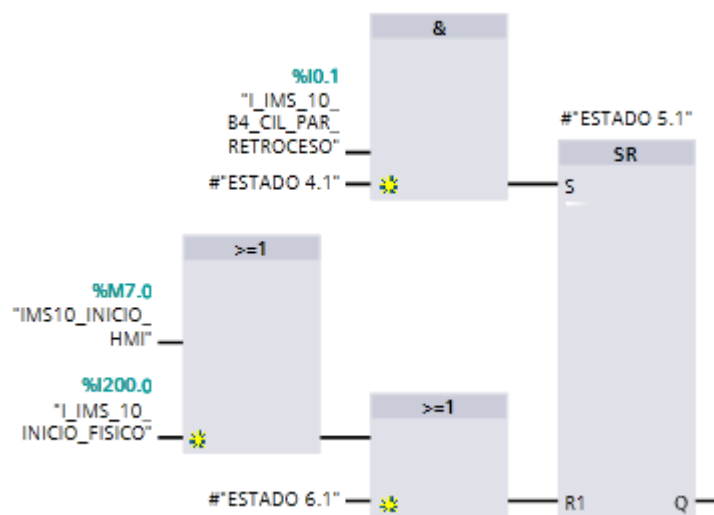 &
%I0.1
"I_IMS_10_
B4_CIL_PAR_
RETROCESO"
#"ESTADO 4.1"
#"ESTADO 5.1"
SR
S
>=1
%M7.0
"IMS10_INICIO_
HMI"
%I200.0
"I_IMS_10_
INICIO_FISICO"
>=1
#"ESTADO 6.1"
R1
Q